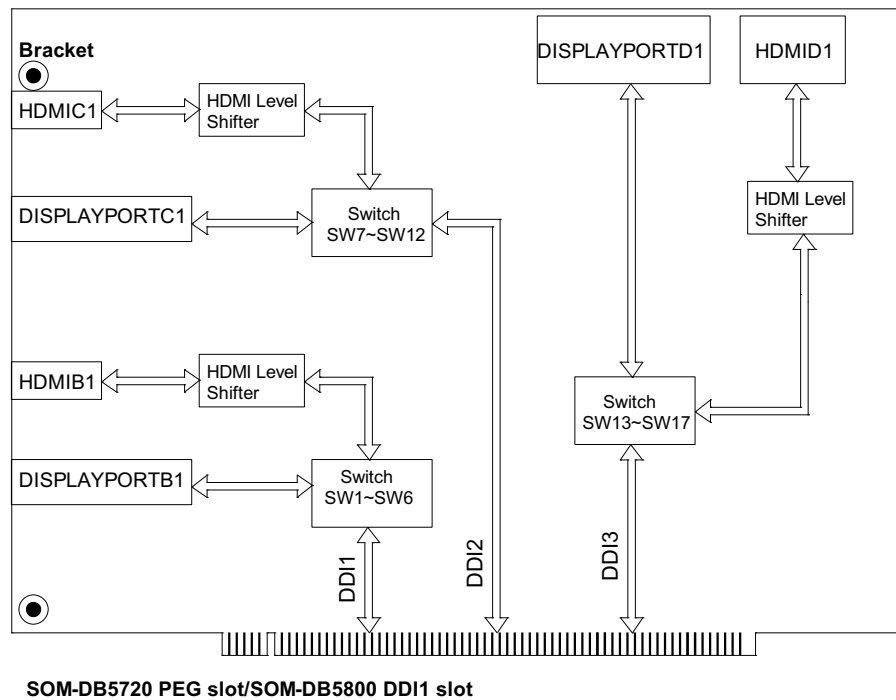 Bracket
HDMIC1
HDMI Level
Shifter
DISPLAYPORTD1
HDMID1
DISPLAYPORTC1
Switch
SW7~SW12
HDMI Level
Shifter
HDMIB1
HDMI Level
Shifter
Switch
SW13~SW17
DISPLAYPORTB1
Switch
SW1~SW6
DDI1
DDI2
DDI3
SOM-DB5720 PEG slot/SOM-DB5800 DDI1 slot